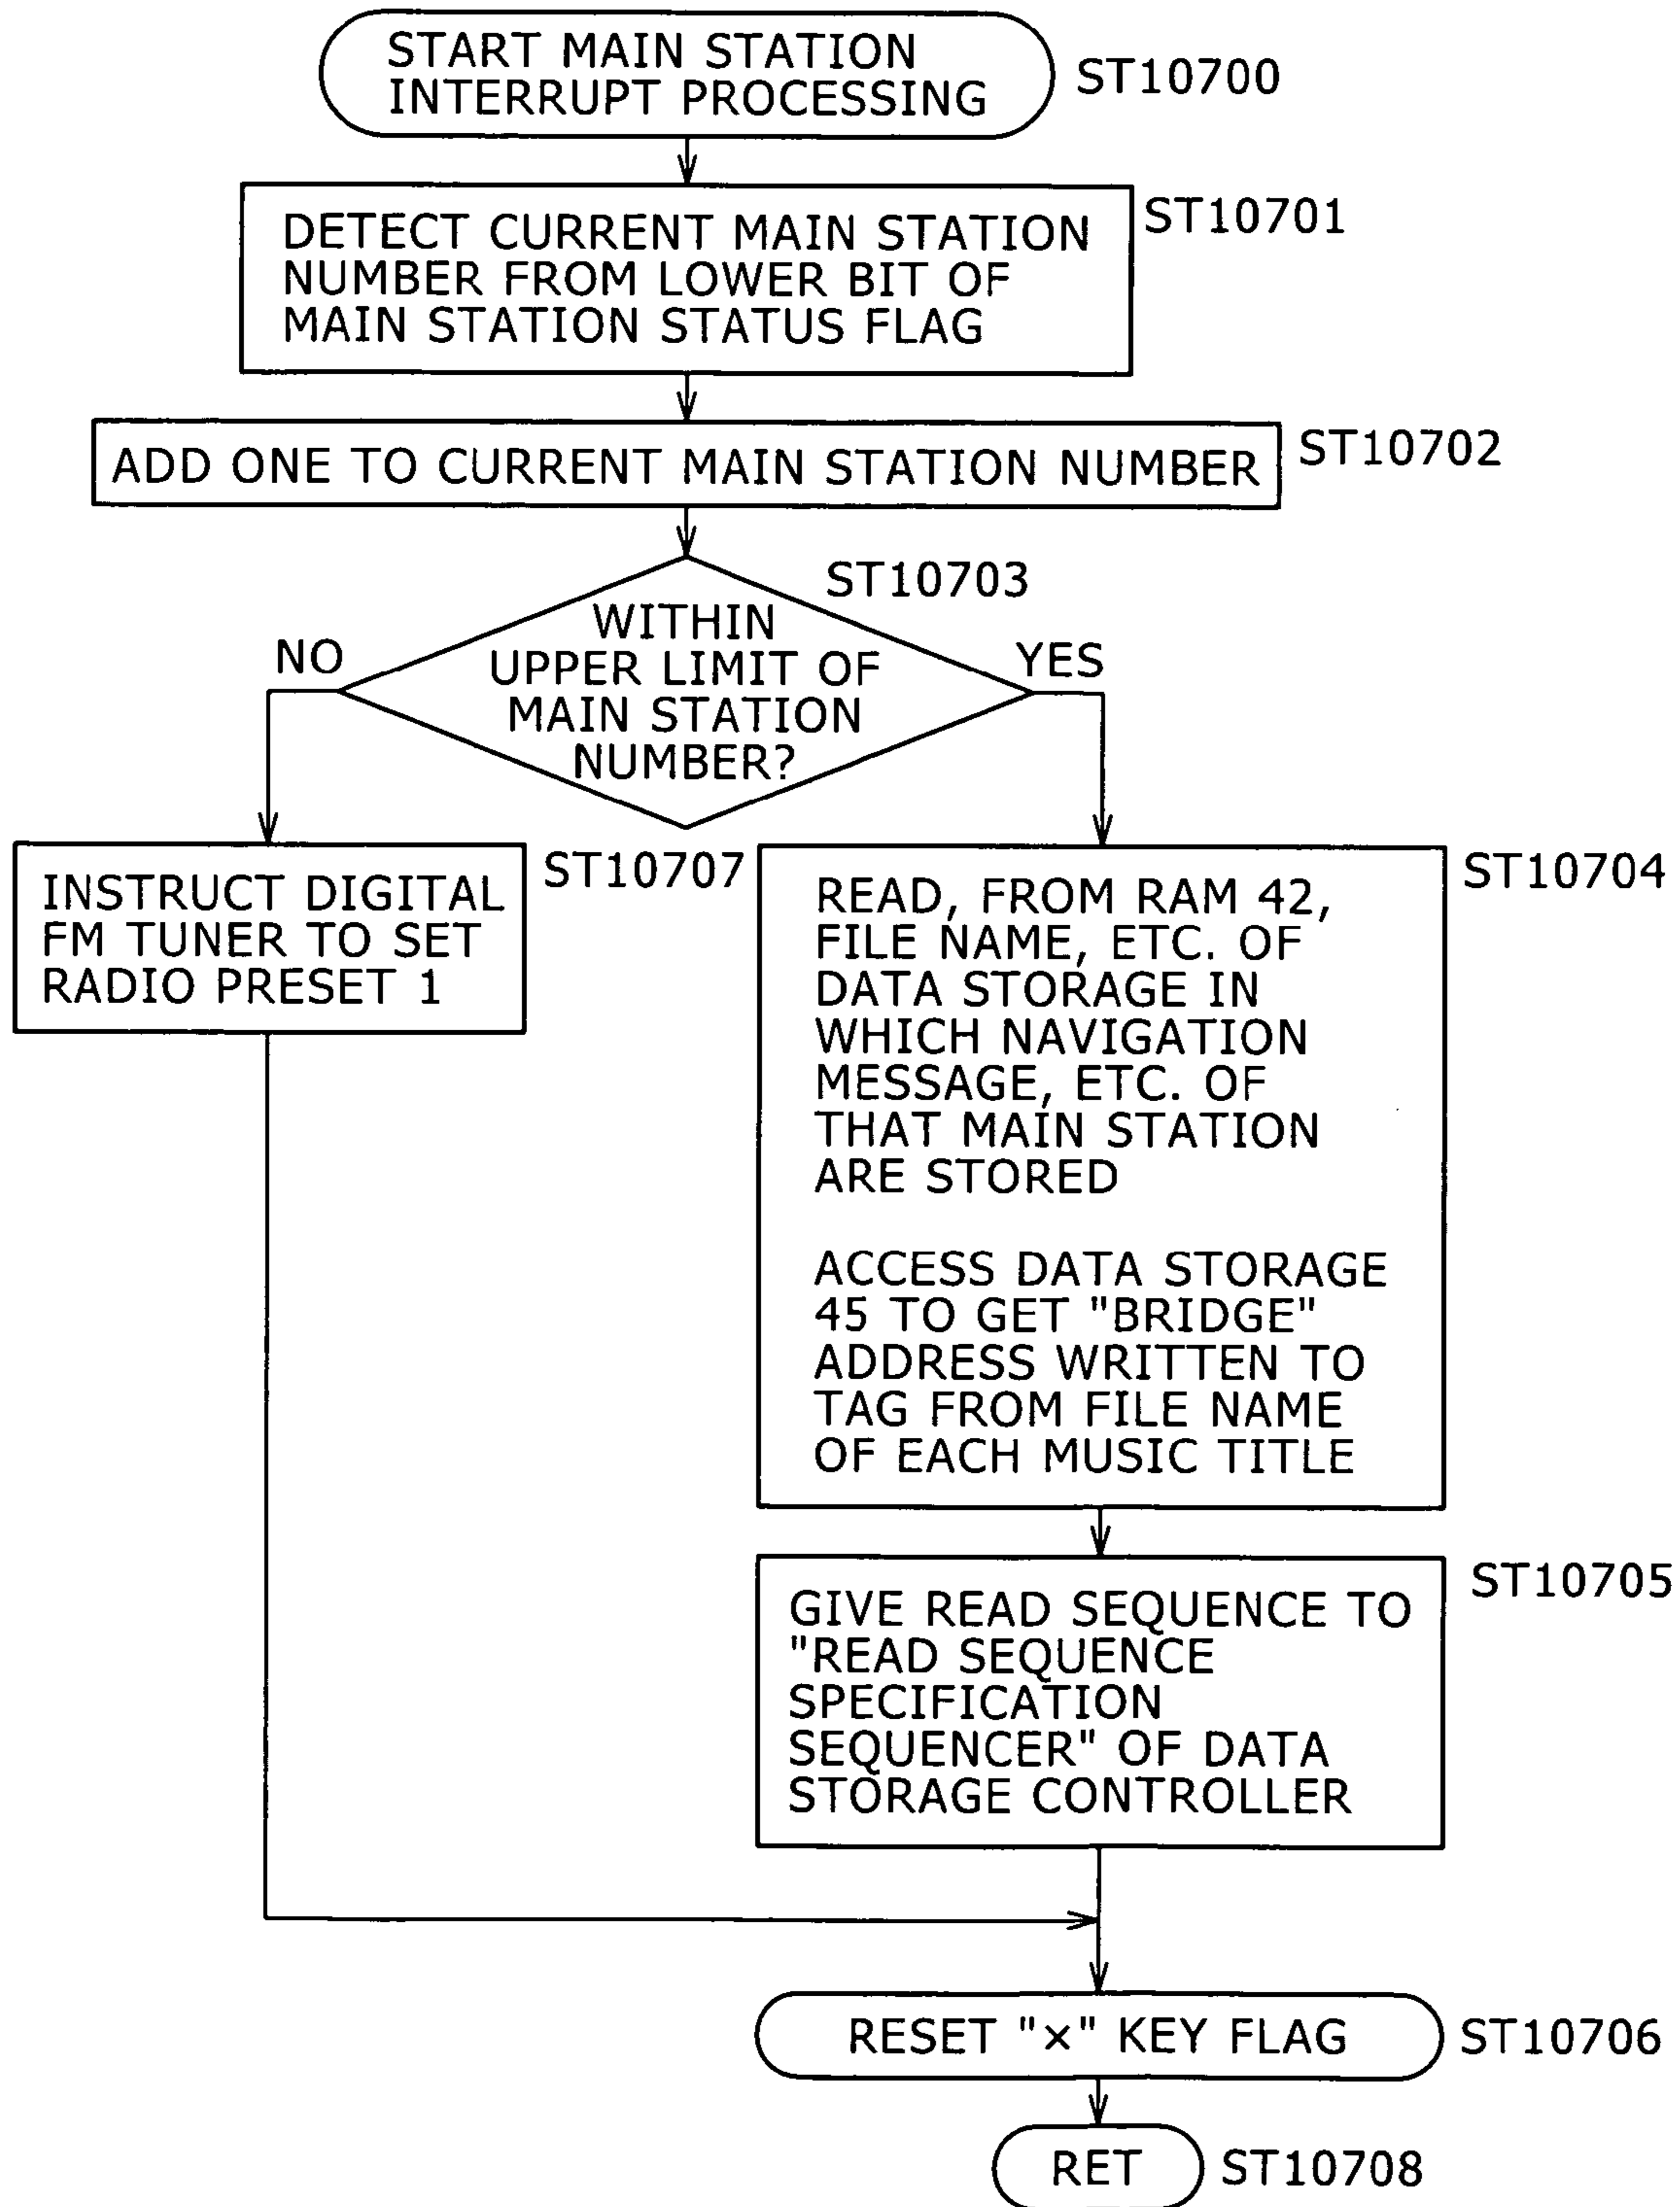 START MAIN STATION
INTERRUPT PROCESSING
ST10700
DETECT CURRENT MAIN STATION
NUMBER FROM LOWER BIT OF
MAIN STATION STATUS FLAG
ST10701
ADD ONE TO CURRENT MAIN STATION NUMBER
ST10702
ST10703
WITHIN
UPPER LIMIT OF
MAIN STATION
NUMBER?
NO
YES
INSTRUCT DIGITAL
FM TUNER TO SET
RADIO PRESET 1
ST10707
READ, FROM RAM 42,
FILE NAME, ETC. OF
DATA STORAGE IN
WHICH NAVIGATION
MESSAGE, ETC. OF
THAT MAIN STATION
ARE STORED
ACCESS DATA STORAGE
45 TO GET "BRIDGE"
ADDRESS WRITTEN TO
TAG FROM FILE NAME
OF EACH MUSIC TITLE
ST10704
GIVE READ SEQUENCE TO
"READ SEQUENCE
SPECIFICATION
SEQUENCER" OF DATA
STORAGE CONTROLLER
ST10705
RESET "×" KEY FLAG
ST10706
RET
ST10708